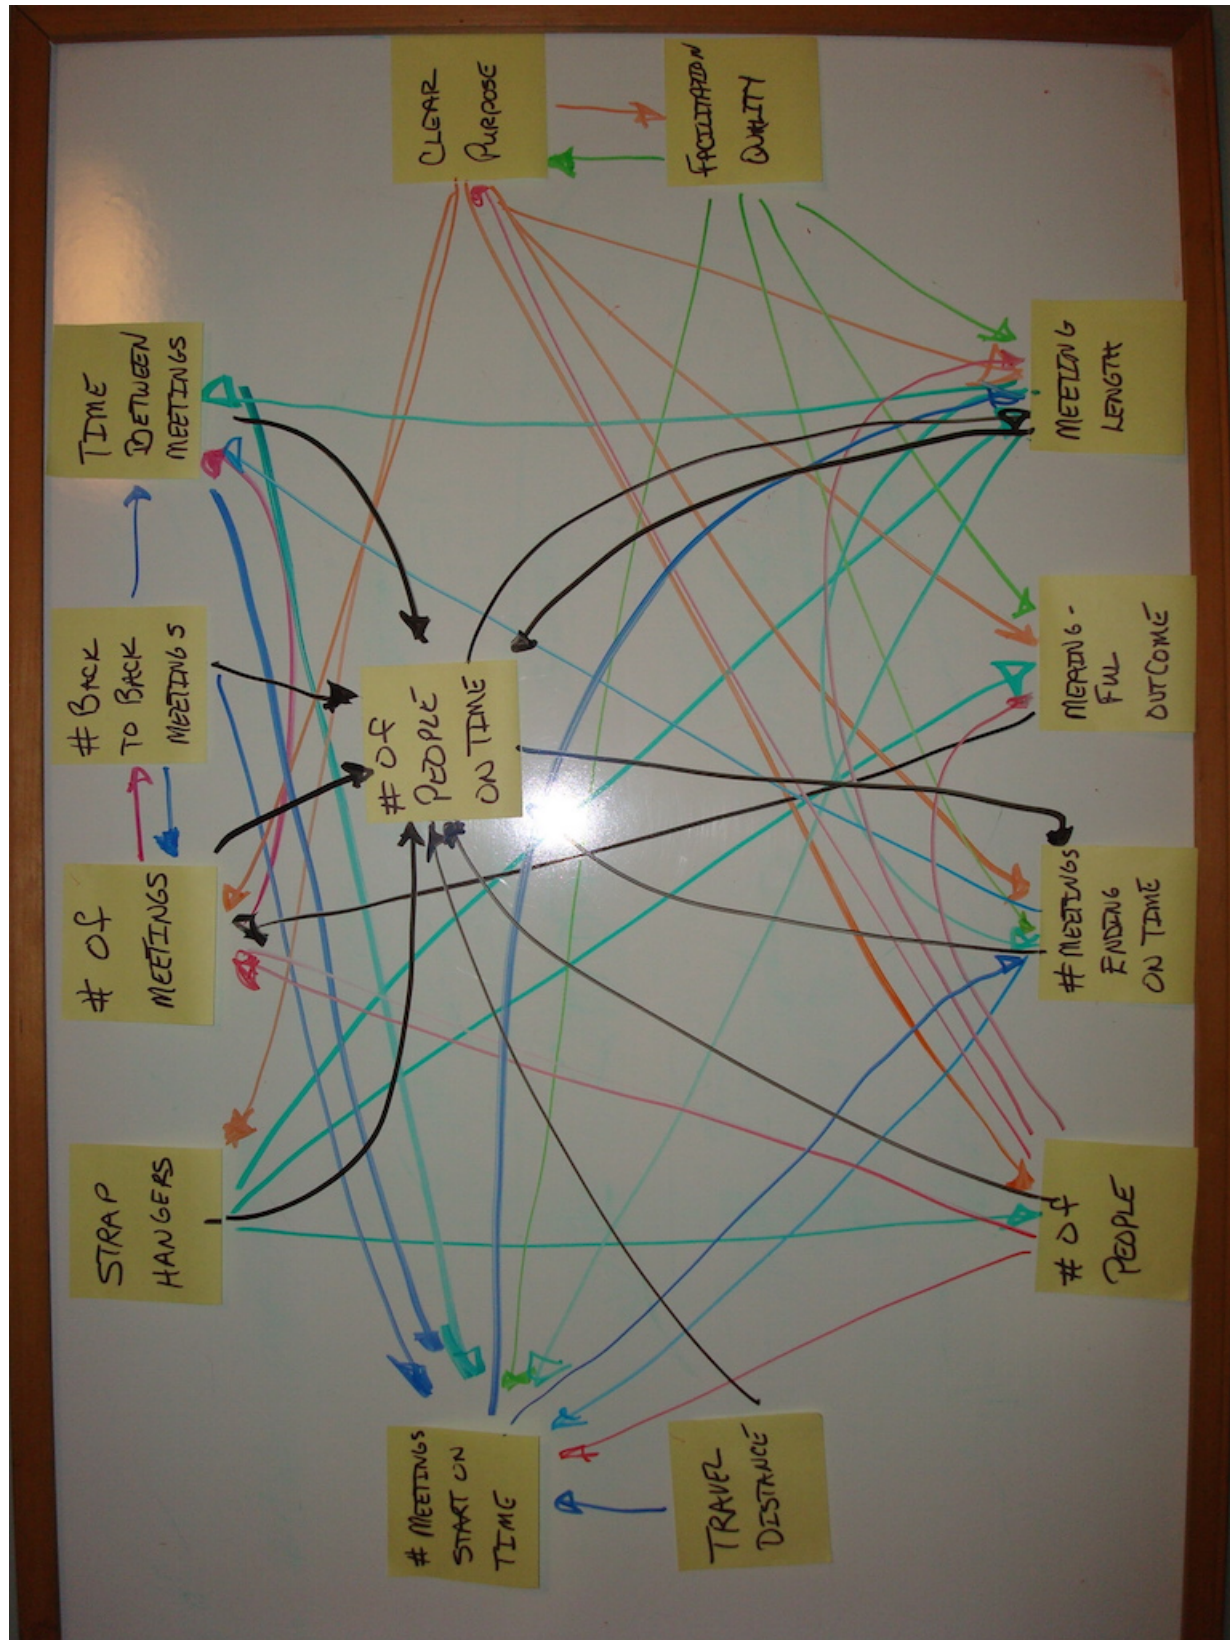 STRAP
HANGERS
# Of
MEETINGS
# BACK
TO BACK
MEETINGS
TIME
BETWEEN
MEETINGS
# MEETINGS
START ON
TIME
# Of
PEOPLE
ON TIME
CLEAR
PURPOSE
TRAVEL
DISTANCE
FACILITATION
QUALITY
# Of
PEOPLE
# MEETINGS
ENDING
ON TIME
MEANING-
FUL
OUTCOME
MEETING
LENGTH